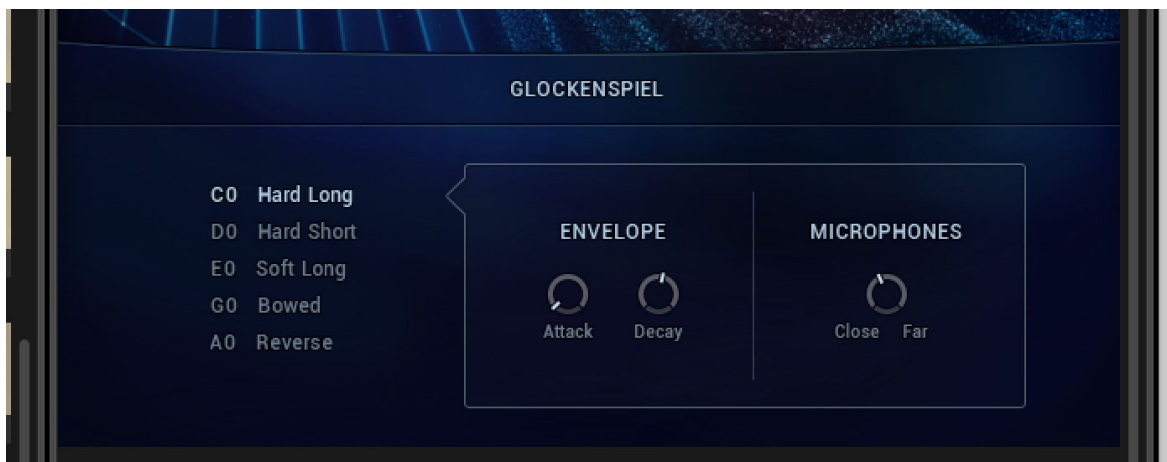 GLOCKENSPIEL
C0 Hard Long
D0 Hard Short
E0 Soft Long
G0 Bowed
A0 Reverse
ENVELOPE
Attack Decay
MICROPHONES
Close Far